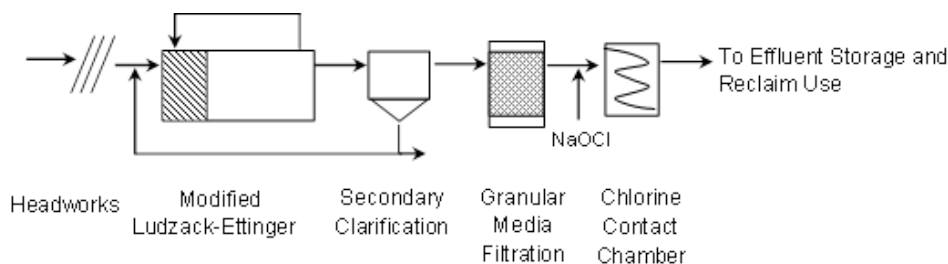 To Effluent Storage and
Reclaim Use
NaOCl
Headworks
Modified
Ludzack-Ettinger
Secondary
Clarification
Granular
Media
Filtration
Chlorine
Contact
Chamber